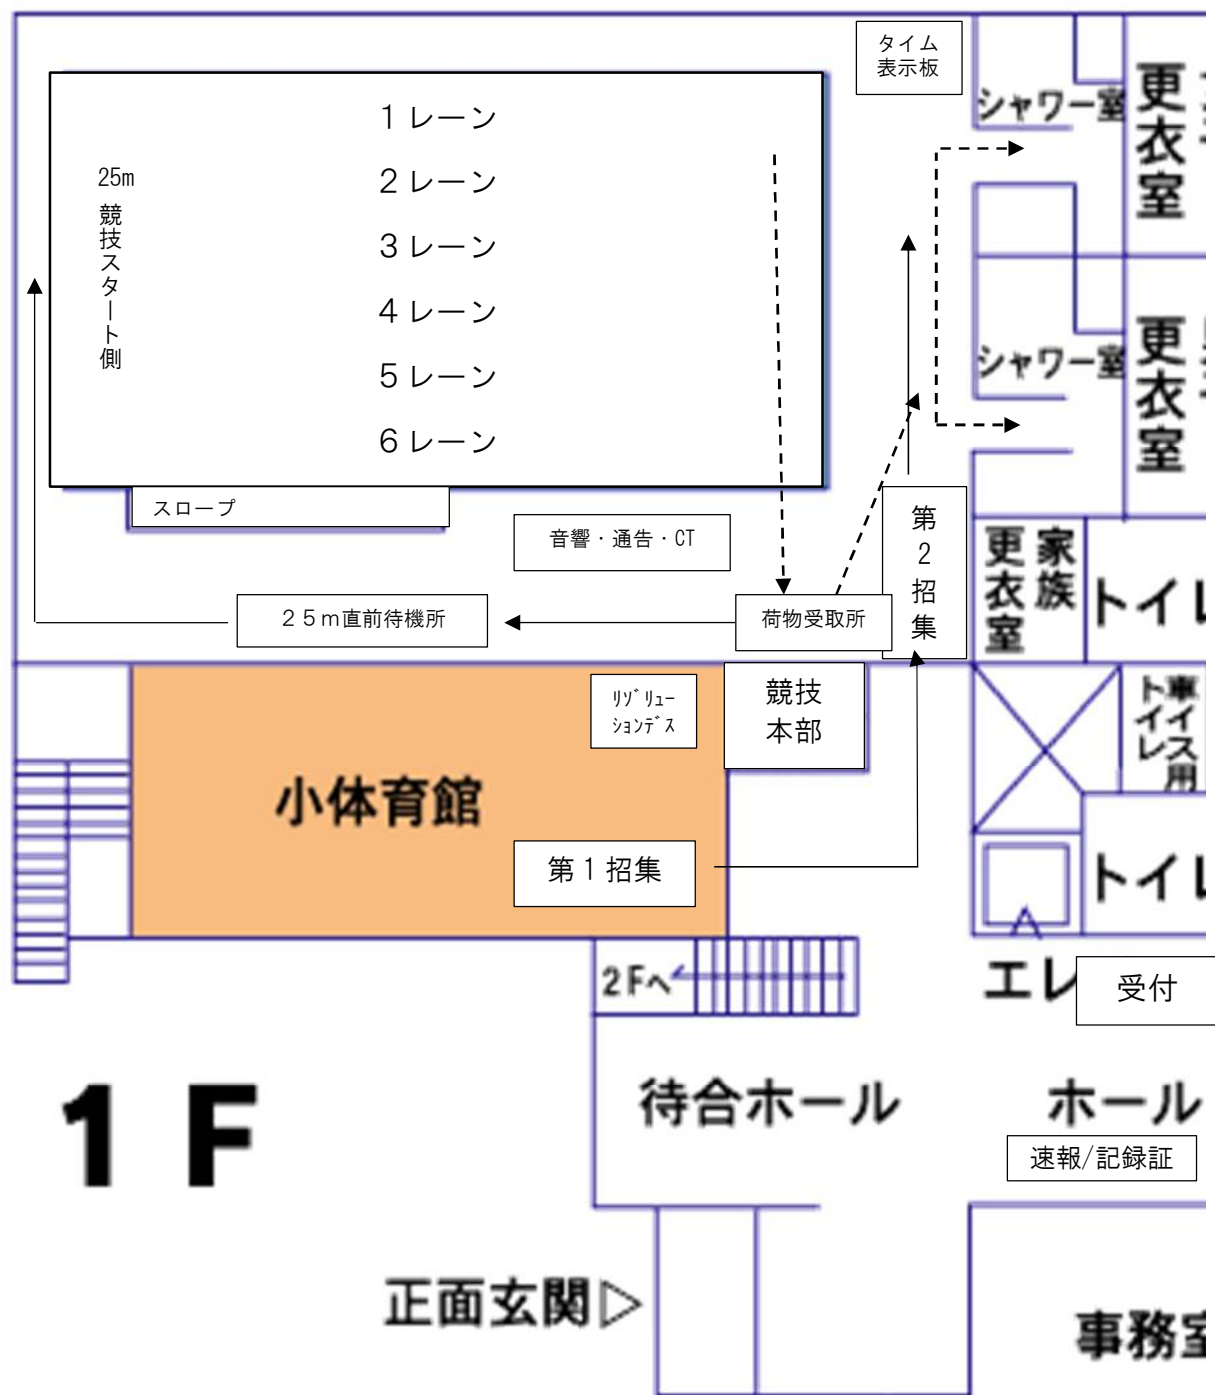 タイム
表示板
シャワー室
更衣室
1レーン
2レーン
3レーン
4レーン
5レーン
6レーン
25m
競技スタート側
シャワー室
更衣室
スロープ
音響・通告・CT
第2招集
家族
更衣室
トイレ
25m直前待機所
荷物受取所
ﾘｿﾞﾘｭｰ
ｼｮﾝﾃﾞｽ
競技
本部
車イス用
トイレ
小体育館
第1招集
トイレ
2Fへ
エレ
受付
1F
待合ホール
ホール
速報/記録証
正面玄関
事務室